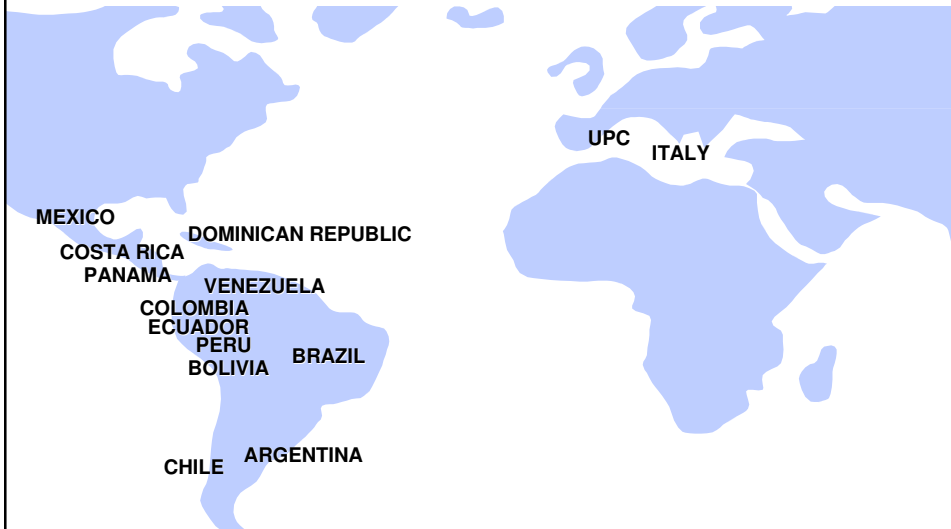 UPC
ITALY
MEXICO
DOMINICAN REPUBLIC
COSTA RICA
PANAMA
VENEZUELA
COLOMBIA
ECUADOR
PERU
BRAZIL
BOLIVIA
ARGENTINA
CHILE